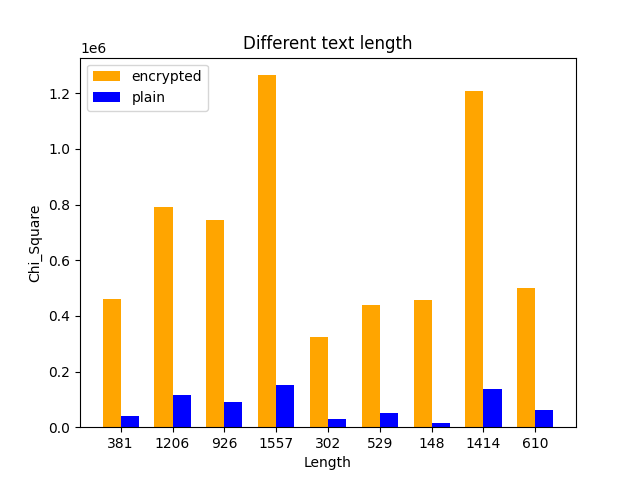 Different text length
1e6
encrypted
plain
1.2
1.0
0.8
0.6
0.4
0.2
0.0
Chi_Square
381 1206 926 1557 302 529 148 1414 610
Length